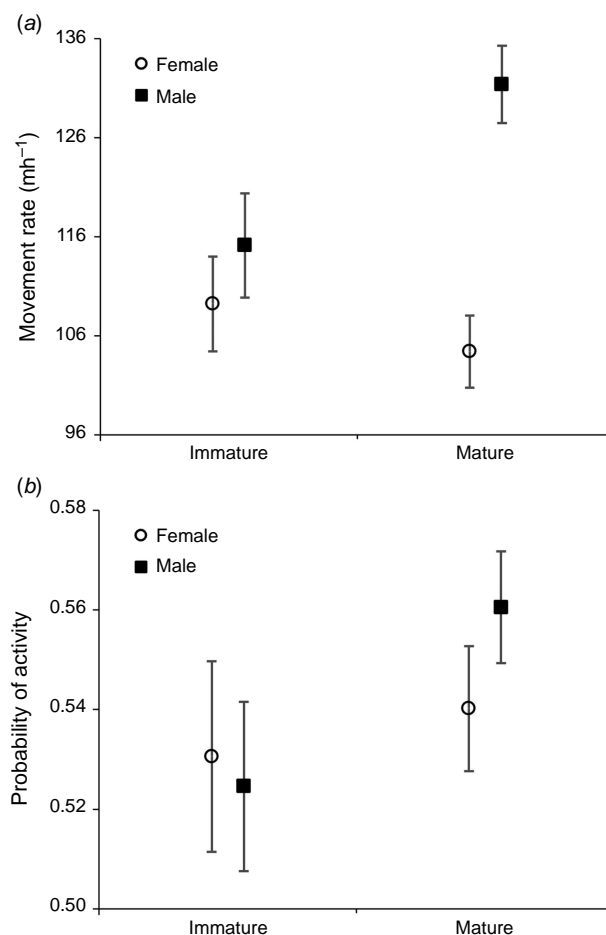 (a)
136
126
116
106
96
Movement rate (mh⁻¹)
Female
Male
Immature
Mature
(b)
0.58
0.56
0.54
0.52
0.50
Probability of activity
Female
Male
Immature
Mature